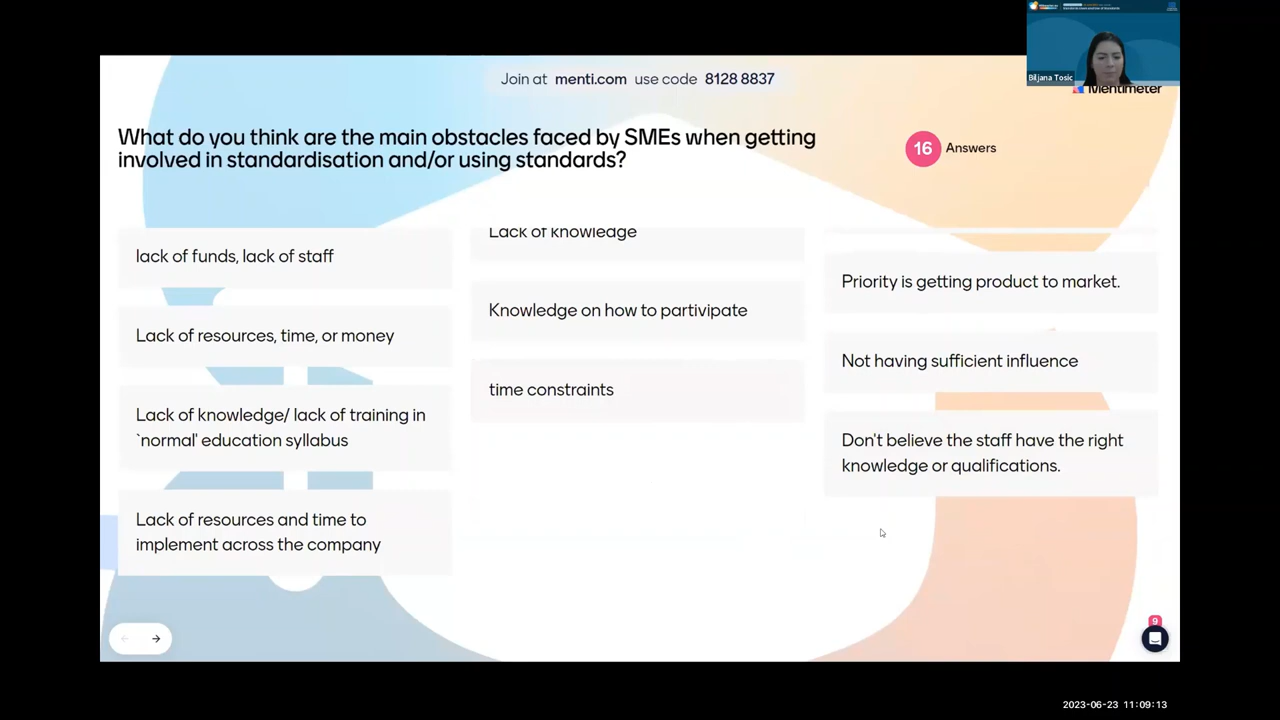 Join at menti.com use code 8128 8837
Biljana Tosic
Mentimeter
What do you think are the main obstacles faced by SMEs when getting
involved in standardisation and/or using standards?
16 Answers
lack of funds, lack of staff
Lack of resources, time, or money
Lack of knowledge/ lack of training in
`normal' education syllabus
Lack of resources and time to
implement across the company
Lack of knowledge
Knowledge on how to partivipate
time constraints
Priority is getting product to market.
Not having sufficient influence
Don't believe the staff have the right
knowledge or qualifications.
9
2023-06-23 11:09:13